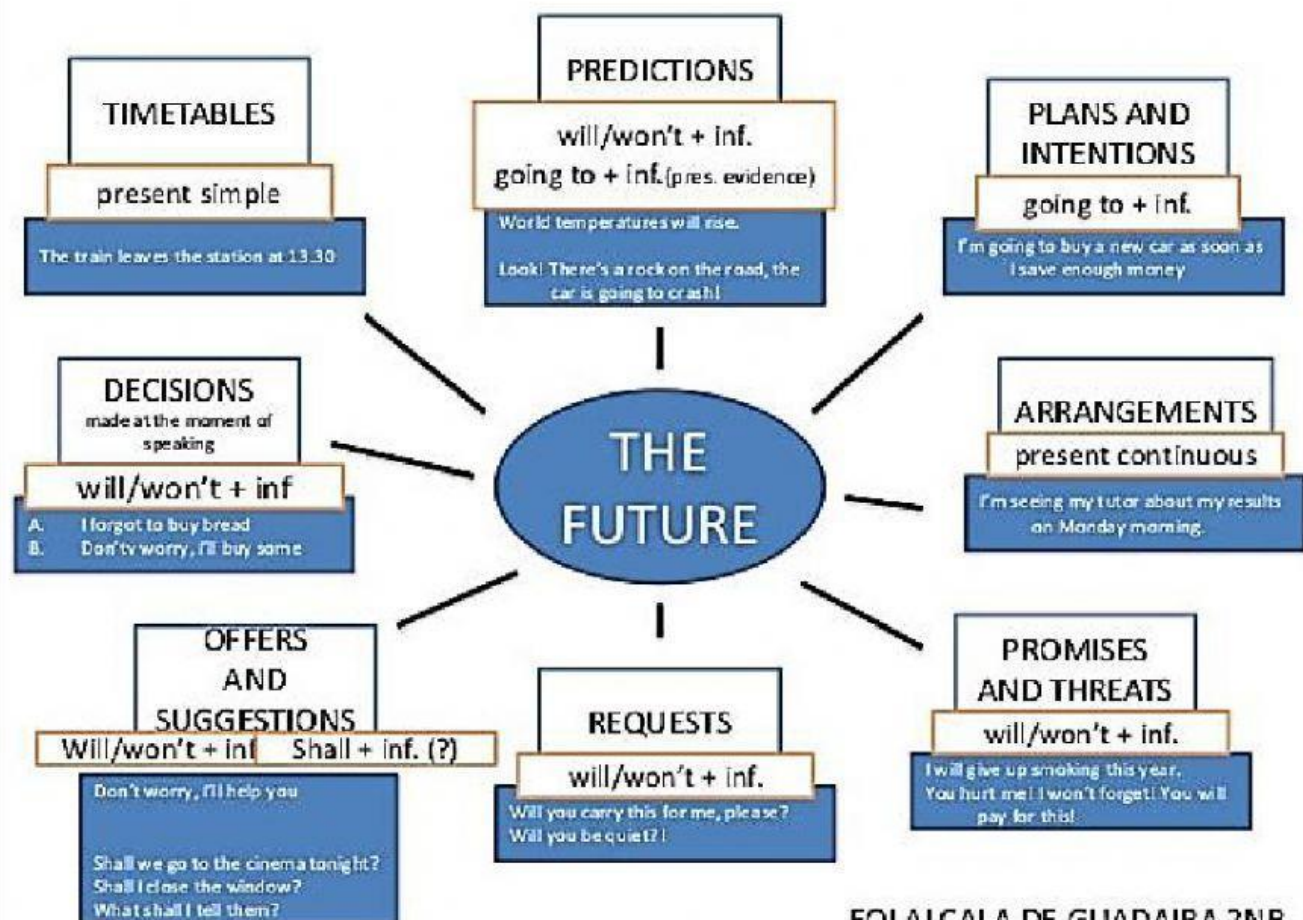 TIMETABLES
present simple
The train leaves the station at 13.30
PREDICTIONS
will/won't + inf.
going to + inf.(pres. evidence)
World temperatures will rise.
Look! There's a rock on the road, the
car is going to crash!
PLANS AND
INTENTIONS
going to + inf.
I'm going to buy a new car as soon as
I save enough money
DECISIONS
made at the moment of
speaking
will/won't + inf
A. I forgot to buy bread
B. Don'tv worry, I'll buy some
THE
FUTURE
ARRANGEMENTS
present continuous
I'm seeing my tutor about my results
on Monday morning.
OFFERS
AND
SUGGESTIONS
Will/won't + inf Shall + inf. (?)
Don't worry, I'll help you
Shall we go to the cinema tonight?
Shall I close the window?
What shall I tell them?
REQUESTS
will/won't + inf.
Will you carry this for me, please?
Will you be quiet?!
PROMISES
AND THREATS
will/won't + inf.
I will give up smoking this year.
You hurt me! I won't forget! You will
pay for this!
ALCALA DE GUADAIRA